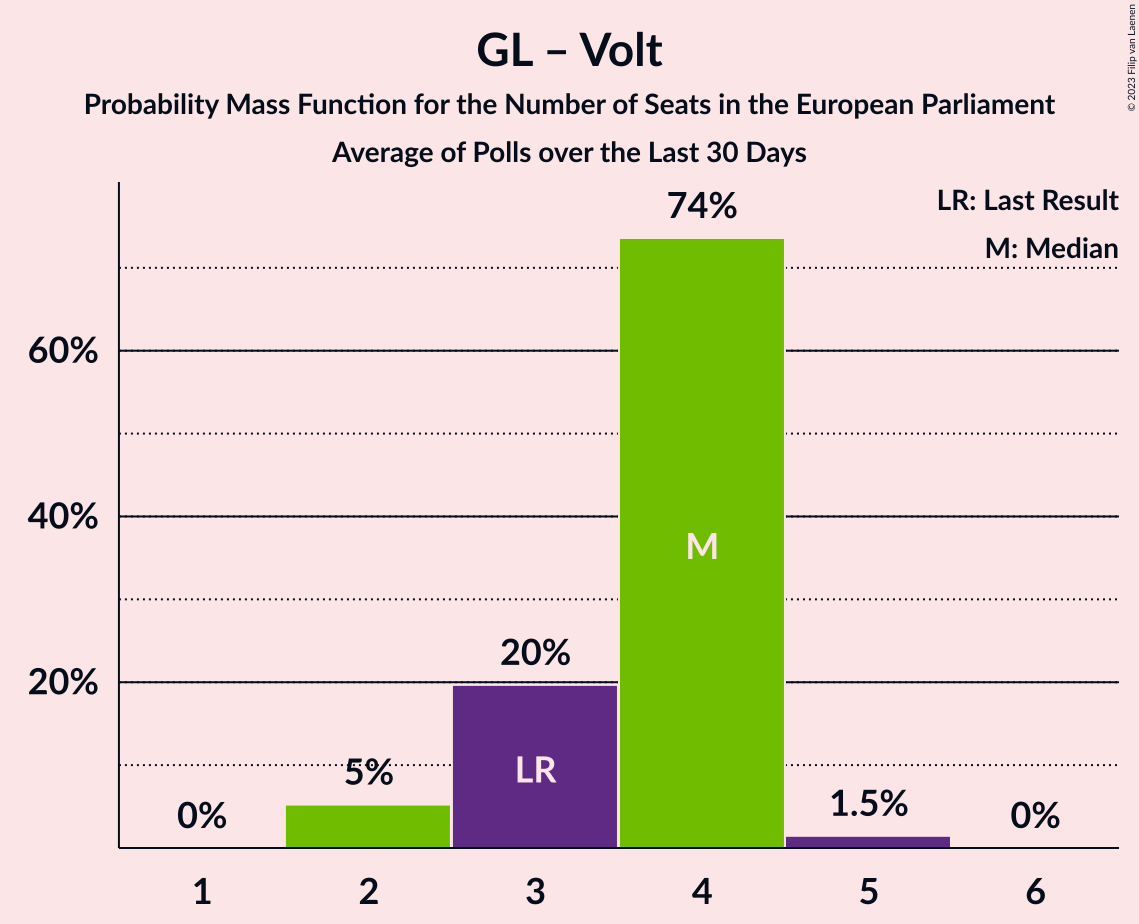 GL – Volt
Probability Mass Function for the Number of Seats in the European Parliament
Average of Polls over the Last 30 Days
© 2023 Filip van Laenen
LR: Last Result
M: Median
60%
40%
20%
0%
5%
20%
74%
1.5%
0%
LR
M
1 2 3 4 5 6